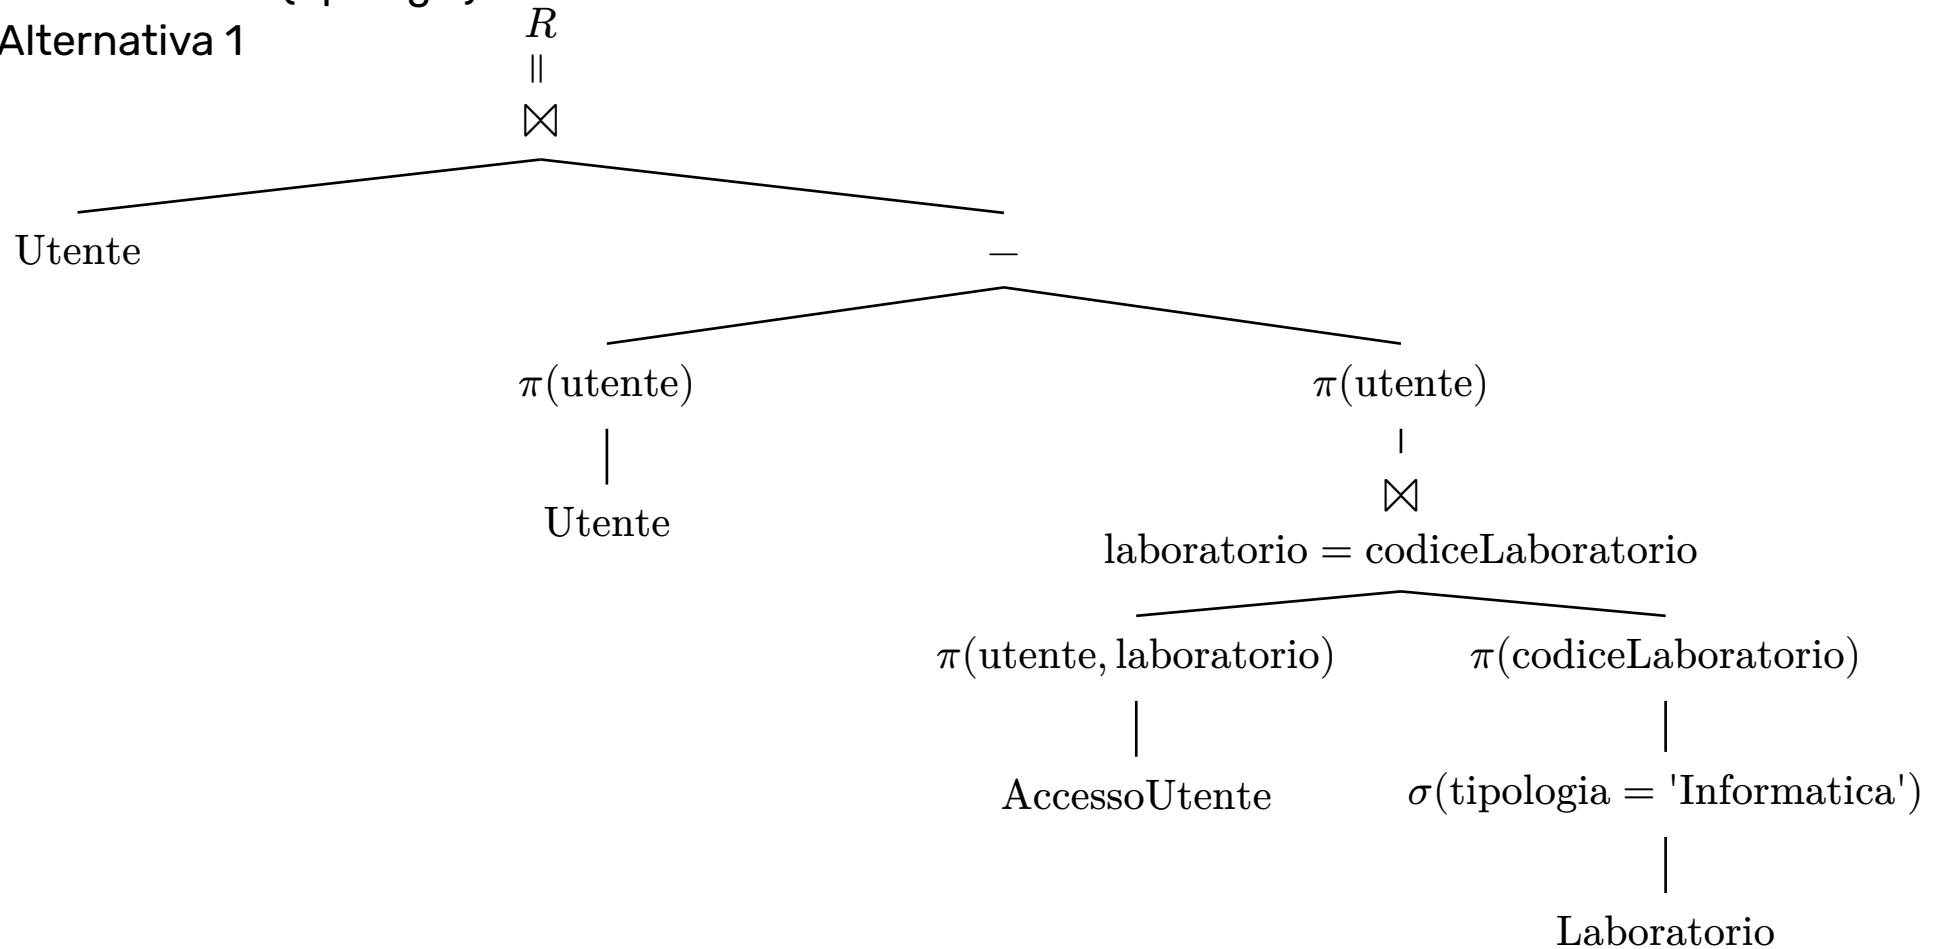 Alternativa 1
R
=
⋈
Utente
−
π(utente)
π(utente)
Utente
⋈
laboratorio = codiceLaboratorio
π(utente, laboratorio)
π(codiceLaboratorio)
AccessoUtente
σ(tipologia = 'Informatica')
Laboratorio